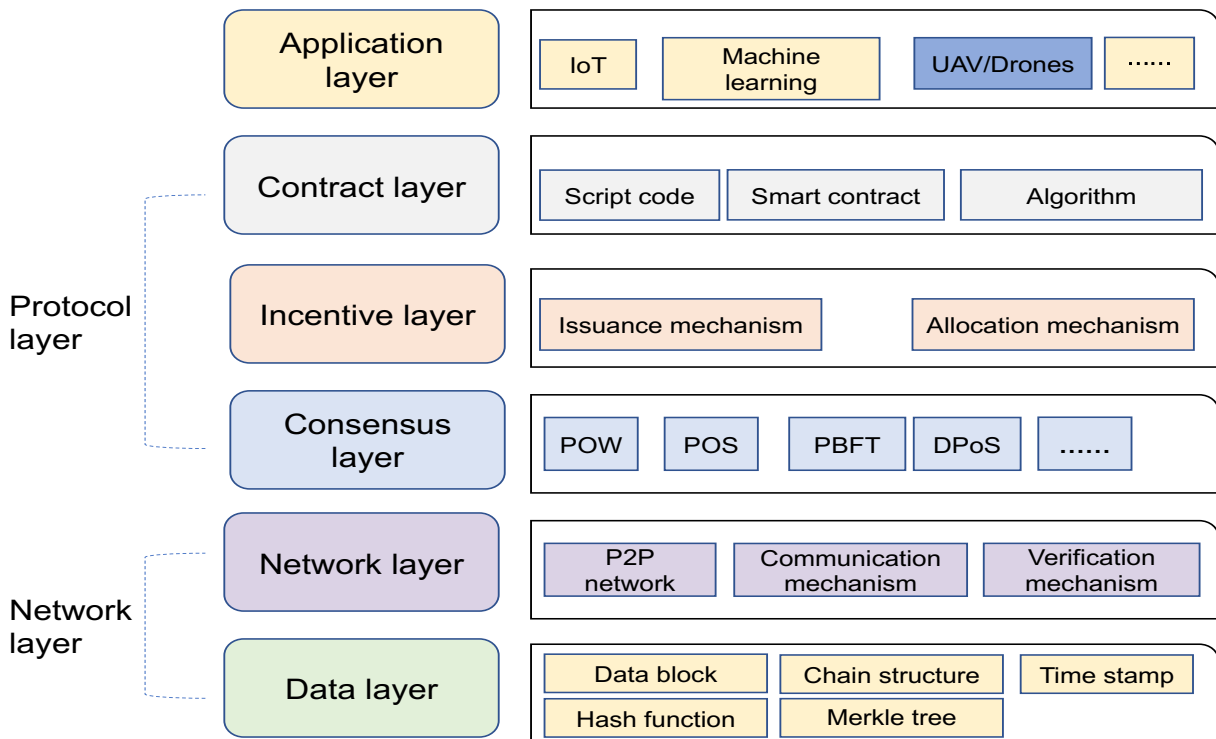 Application
layer
IoT
Machine
learning
UAV/Drones
......
Contract layer
Script code
Smart contract
Algorithm
Protocol
layer
Incentive layer
Issuance mechanism
Allocation mechanism
Consensus
layer
POW
POS
PBFT
DPoS
......
Network layer
P2P
network
Communication
mechanism
Verification
mechanism
Network
layer
Data layer
Data block
Chain structure
Time stamp
Hash function
Merkle tree